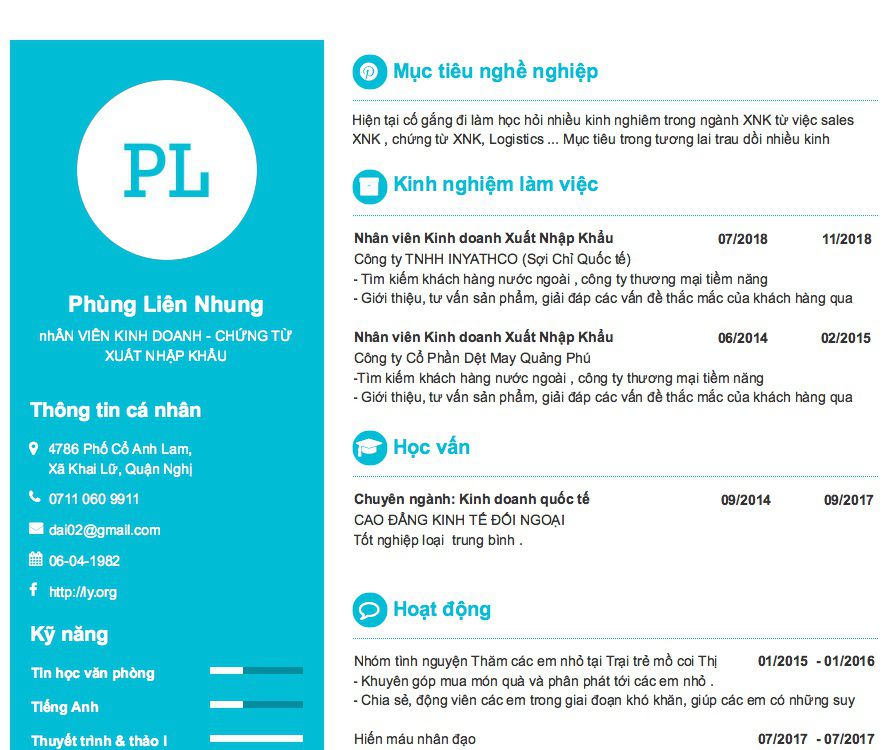 PL
Phùng Liên Nhung
nhÂN VIÊN KINH DOANH - CHỨNG TỪ
XUẤT NHẬP KHẨU
Thông tin cá nhân
4786 Phố Cổ Anh Lam,
Xã Khai Lữ, Quận Nghị
0711 060 9911
dai02@gmail.com
06-04-1982
http://ly.org
Kỹ năng
Tin học văn phòng
Tiếng Anh
Thuyết trình & thảo l
Mục tiêu nghề nghiệp
Hiện tại cố gắng đi làm học hỏi nhiều kinh nghiêm trong ngành XNK từ việc sales
XNK , chứng từ XNK, Logistics ... Mục tiêu trong tương lai trau dồi nhiều kinh
Kinh nghiệm làm việc
Nhân viên Kinh doanh Xuất Nhập Khẩu 07/2018 11/2018
Công ty TNHH INYATHCO (Sợi Chỉ Quốc tế)
- Tìm kiếm khách hàng nước ngoài , công ty thương mại tiềm năng
- Giới thiệu, tư vấn sản phẩm, giải đáp các vấn đề thắc mắc của khách hàng qua
Nhân viên Kinh doanh Xuất Nhập Khẩu 06/2014 02/2015
Công ty Cổ Phần Dệt May Quảng Phú
-Tìm kiếm khách hàng nước ngoài , công ty thương mại tiềm năng
- Giới thiệu, tư vấn sản phẩm, giải đáp các vấn đề thắc mắc của khách hàng qua
Học vấn
Chuyên ngành: Kinh doanh quốc tế 09/2014 09/2017
CAO ĐẲNG KINH TẾ ĐỐI NGOẠI
Tốt nghiệp loại trung bình .
Hoạt động
Nhóm tình nguyện Thăm các em nhỏ tại Trại trẻ mồ coi Thị 01/2015 - 01/2016
- Khuyên góp mua món quà và phân phát tới các em nhỏ .
- Chia sẻ, động viên các em trong giai đoạn khó khăn, giúp các em có những suy
Hiến máu nhân đạo 07/2017 - 07/2017